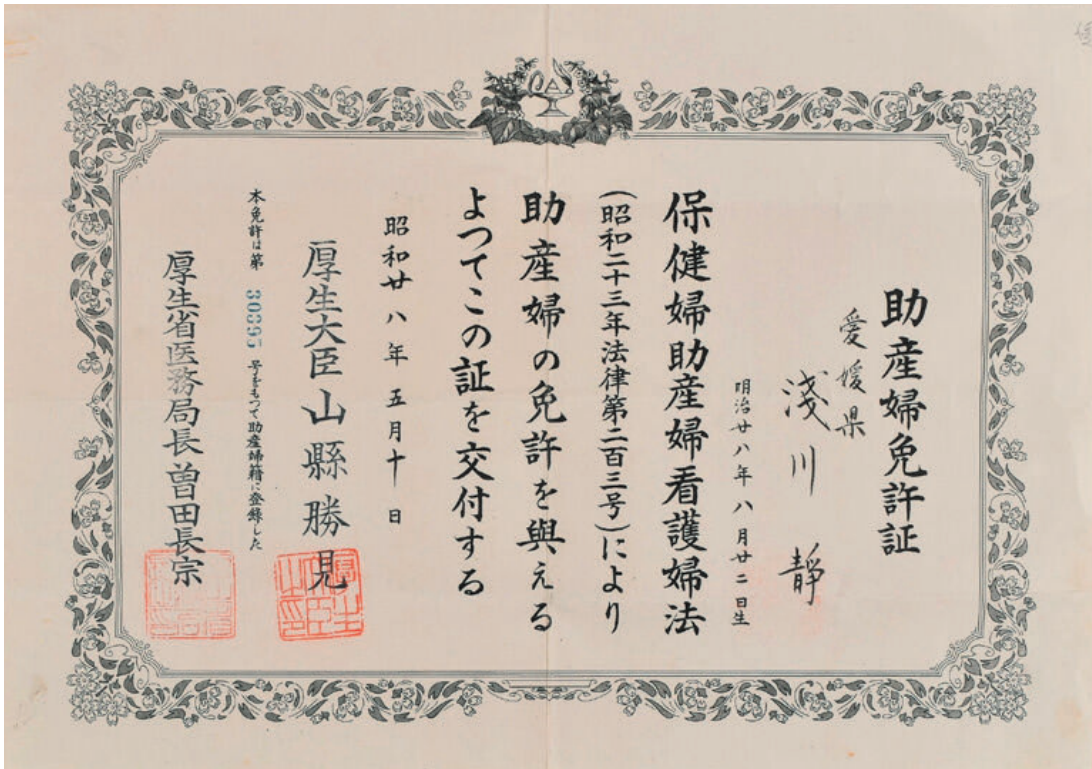 助産婦免許証
愛媛県
淺川静
明治廿八年八月廿二日生
保健婦助産婦看護婦法
(昭和二十三年法律第二百三号)により
助産婦の免許を與える
よつてこの証を交付する
昭和廿八年五月十日
厚生大臣山縣勝見
本免許は第 30395 号をもつて助産婦籍に登録した
厚生省医務局長曽田長宗